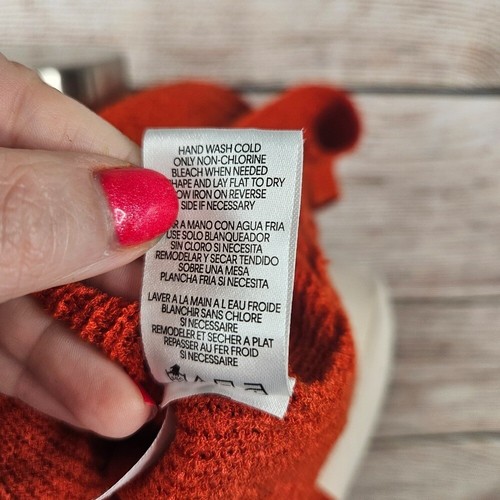 HAND WASH COLD
ONLY NON-CHLORINE
BLEACH WHEN NEEDED
HAPE AND LAY FLAT TO DRY
OW IRON ON REVERSE
SIDE IF NECESSARY
AR A MANO CON AGUA FRIA
USE SOLO BLANQUEADOR
SIN CLORO SI NECESITA
REMODELAR Y SECAR TENDIDO
SOBRE UNA MESA
PLANCHA FRIA SI NECESITA
LAVER A LA MAIN A L EAU FROIDE
BLANCHIR SANS CHLORE
SI NECESSAIRE
REMODELER ET SECHER A PLAT
REPASSER AU FER FROID
SI NECESSAIRE